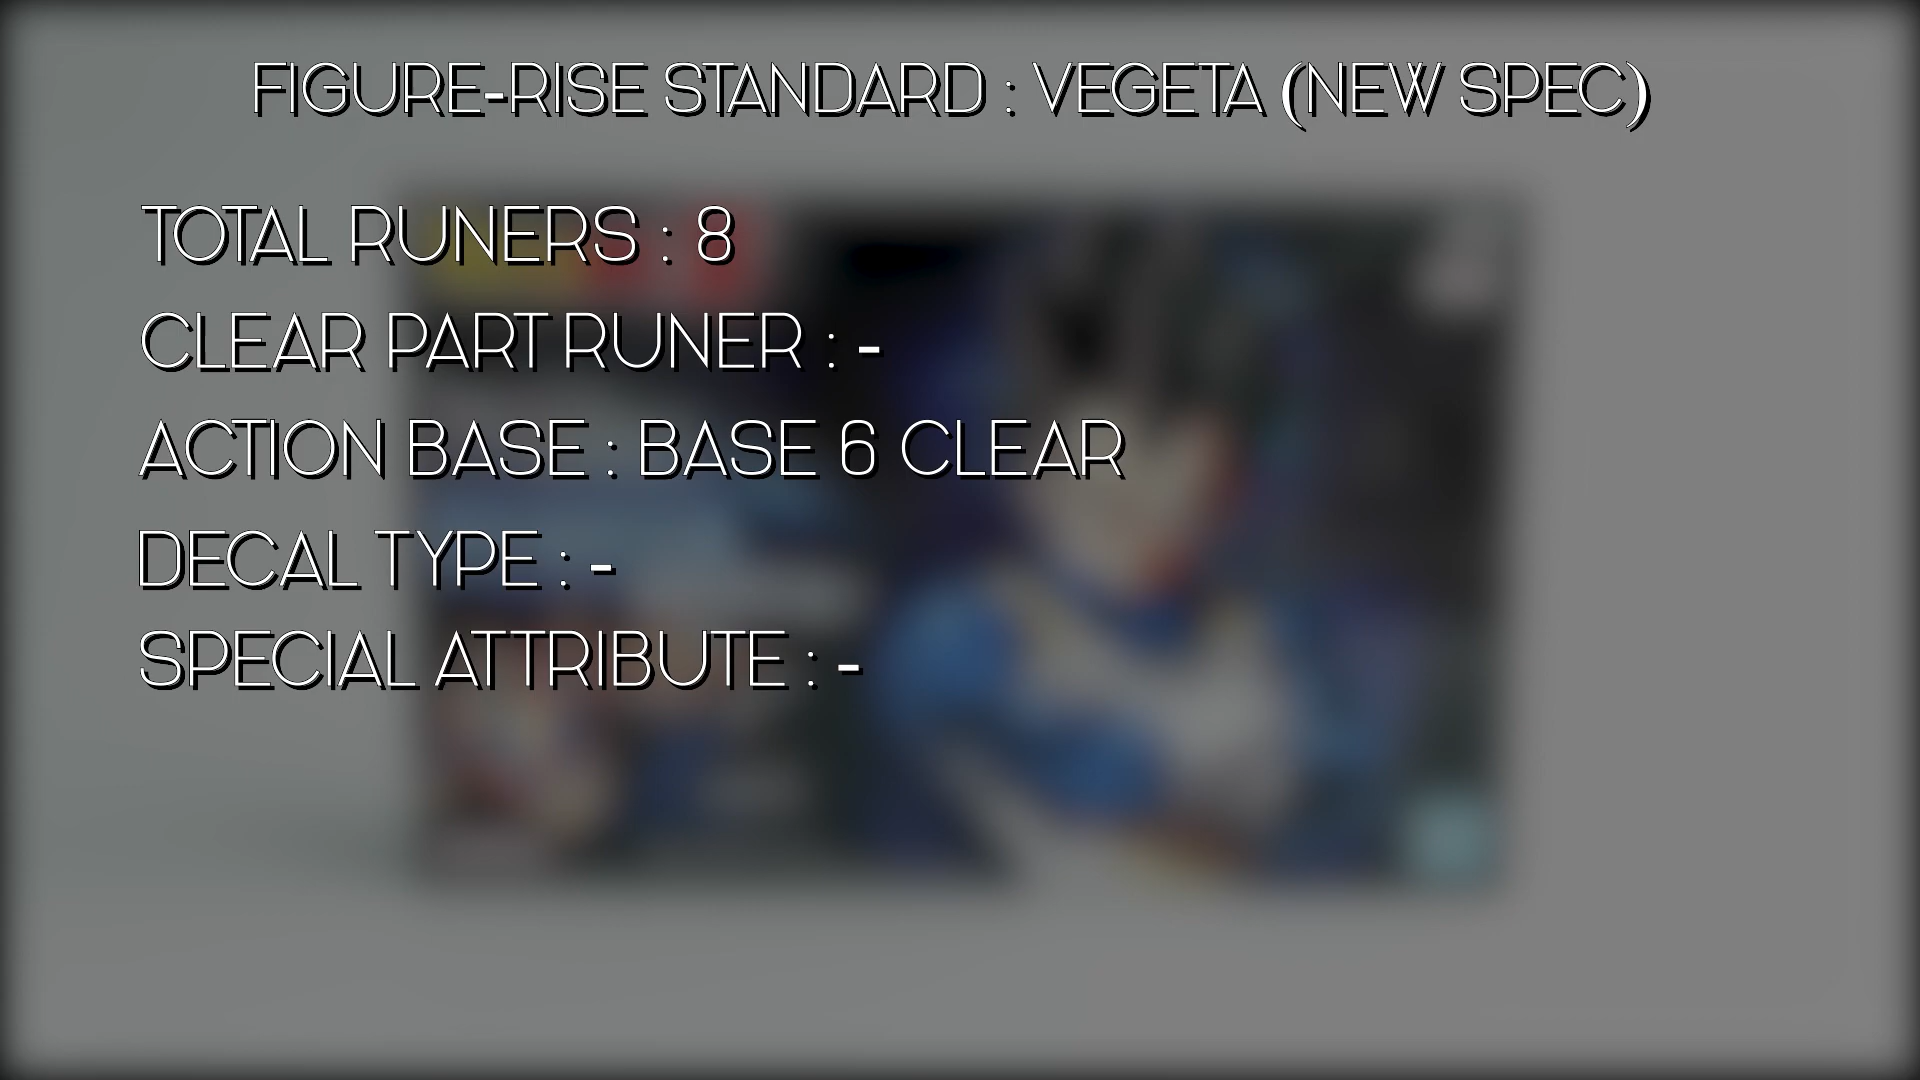 FIGURE-RISE STANDARD : VEGETA (NEW SPEC)
TOTAL RUNERS : 8
CLEAR PART RUNER : -
ACTION BASE : BASE 6 CLEAR
DECAL TYPE : -
SPECIAL ATTRIBUTE : -